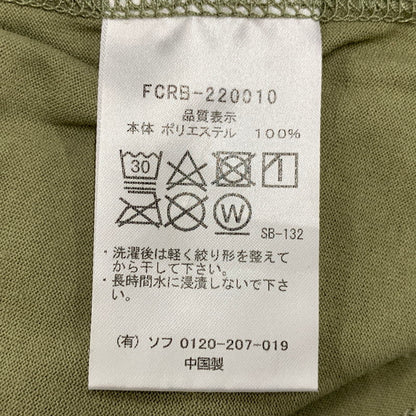 FCRB-220010
品質表示
本体 ポリエステル 100%
30
W
SB-132
・洗濯後は軽く絞り形を整えて
から干して下さい。
・長時間水に浸漬しないで下さ
い。
(有) ソフ 0120-207-019
中国製